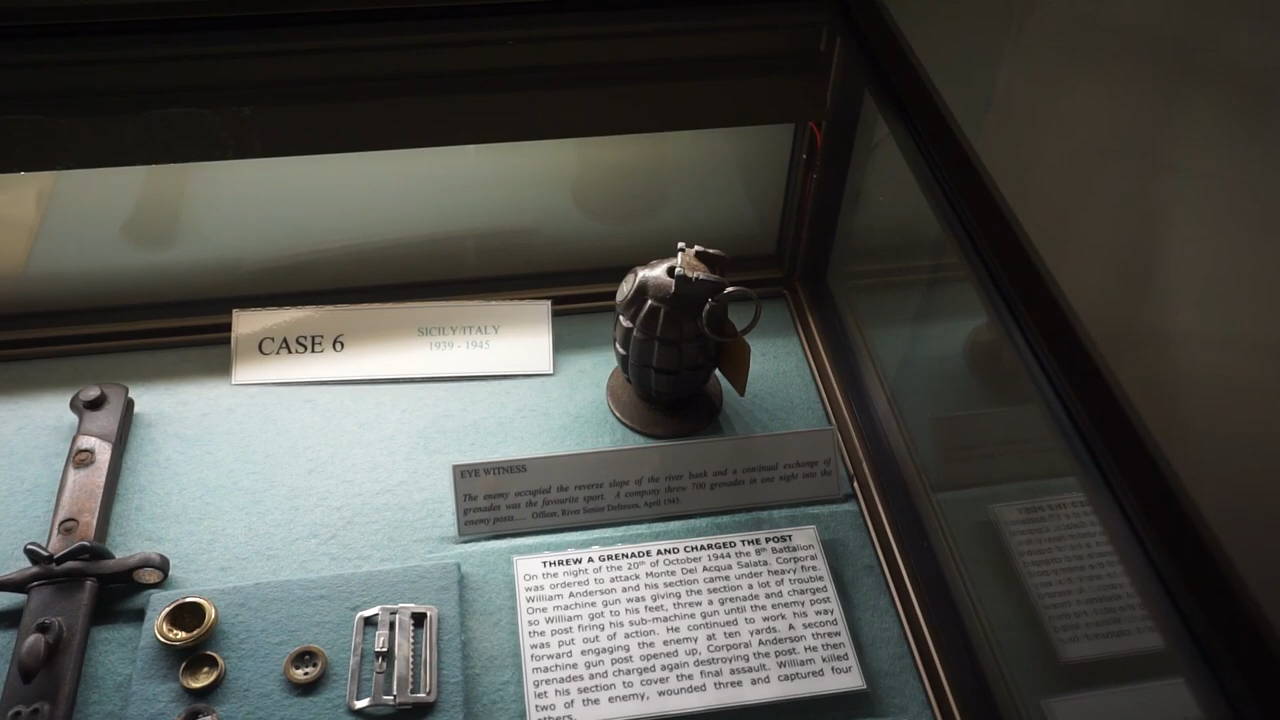 CASE 6
SICILY/ITALY
1939 - 1945
EYE WITNESS
The enemy occupied the reverse slope of the river bank and a continual exchange of
grenades was the favourite sport. A company threw 700 grenades in one night into the
enemy posts..... Officer, River Senior Defences, April 1945.
THREW A GRENADE AND CHARGED THE POST
On the night of the 20th of October 1944 the 8th Battalion
was ordered to attack Monte Del Acqua Salata. Corporal
William Anderson and his section came under heavy fire.
One machine gun was giving the section a lot of trouble
so William got to his feet, threw a grenade and charged
the post firing his sub-machine gun until the enemy post
was put out of action. He continued to work his way
forward engaging the enemy at ten yards. A second
machine gun post opened up, Corporal Anderson threw
grenades and charged again destroying the post. He then
let his section to cover the final assault. William killed
two of the enemy, wounded three and captured four
others.